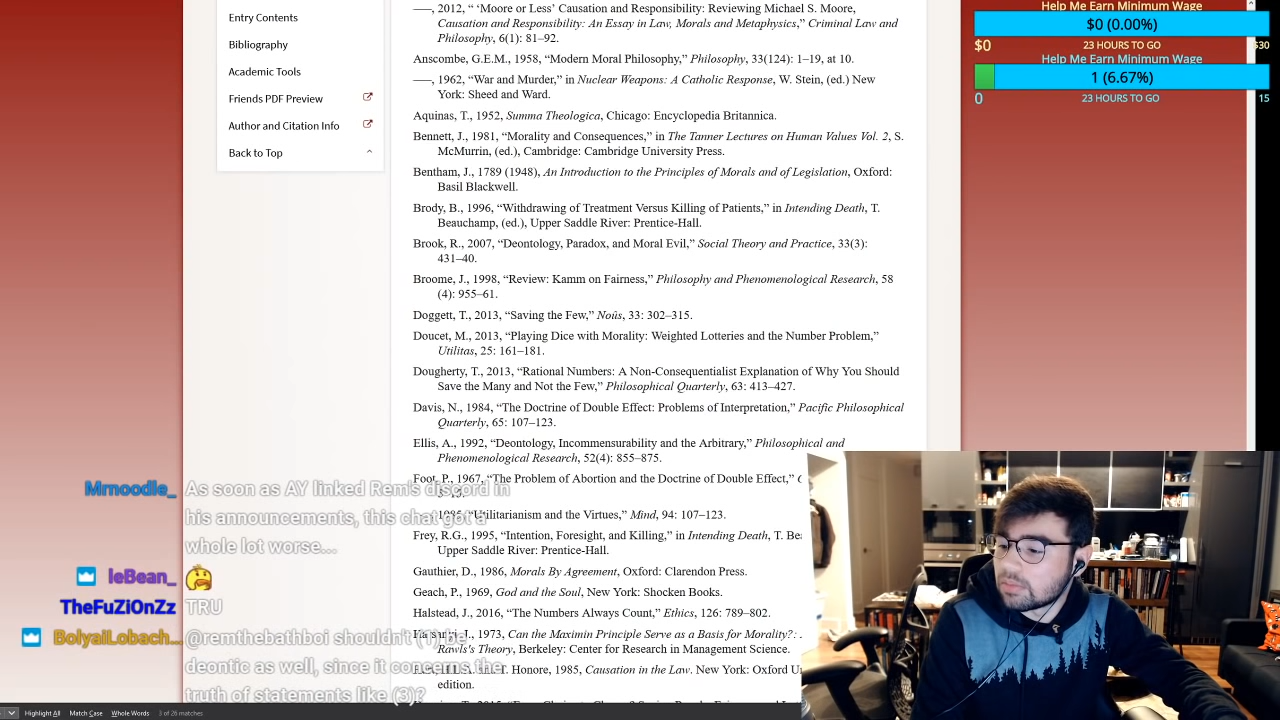 Entry Contents
Bibliography
Academic Tools
Friends PDF Preview
Author and Citation Info
Back to Top
–––, 2012, “ ‘Moore or Less’ Causation and Responsibility: Reviewing Michael S. Moore,
Causation and Responsibility: An Essay in Law, Morals and Metaphysics,” Criminal Law and
Philosophy, 6(1): 81–92.
Anscombe, G.E.M., 1958, “Modern Moral Philosophy,” Philosophy, 33(124): 1–19, at 10.
–––, 1962, “War and Murder,” in Nuclear Weapons: A Catholic Response, W. Stein, (ed.) New
York: Sheed and Ward.
Aquinas, T., 1952, Summa Theologica, Chicago: Encyclopedia Britannica.
Bennett, J., 1981, “Morality and Consequences,” in The Tanner Lectures on Human Values Vol. 2, S.
McMurrin, (ed.), Cambridge: Cambridge University Press.
Bentham, J., 1789 (1948), An Introduction to the Principles of Morals and of Legislation, Oxford:
Basil Blackwell.
Brody, B., 1996, “Withdrawing of Treatment Versus Killing of Patients,” in Intending Death, T.
Beauchamp, (ed.), Upper Saddle River: Prentice-Hall.
Brook, R., 2007, “Deontology, Paradox, and Moral Evil,” Social Theory and Practice, 33(3):
431–40.
Broome, J., 1998, “Review: Kamm on Fairness,” Philosophy and Phenomenological Research, 58
(4): 955–61.
Doggett, T., 2013, “Saving the Few,” Noûs, 33: 302–315.
Doucet, M., 2013, “Playing Dice with Morality: Weighted Lotteries and the Number Problem,”
Utilitas, 25: 161–181.
Dougherty, T., 2013, “Rational Numbers: A Non-Consequentialist Explanation of Why You Should
Save the Many and Not the Few,” Philosophical Quarterly, 63: 413–427.
Davis, N., 1984, “The Doctrine of Double Effect: Problems of Interpretation,” Pacific Philosophical
Quarterly, 65: 107–123.
Ellis, A., 1992, “Deontology, Incommensurability and the Arbitrary,” Philosophical and
Phenomenological Research, 52(4): 855–875.
Foot, P., 1967, “The Problem of Abortion and the Doctrine of Double Effect,”
“Utilitarianism and the Virtues,” Mind, 94: 107–123.
Frey, R.G., 1995, “Intention, Foresight, and Killing,” in Intending Death, T. Be
Upper Saddle River: Prentice-Hall.
Gauthier, D., 1986, Morals By Agreement, Oxford: Clarendon Press.
Geach, P., 1969, God and the Soul, New York: Shocken Books.
Halstead, J., 2016, “The Numbers Always Count,” Ethics, 126: 789–802.
J., 1973, Can the Maximin Principle Serve as a Basis for Morality?:
Rawls's Theory, Berkeley: Center for Research in Management Science.
T. Honore, 1985, Causation in the Law. New York: Oxford
edition.
Help Me Earn Minimum Wage
$0 (0.00%)
$0 23 HOURS TO GO $30
Help Me Earn Minimum Wage
1 (6.67%)
0 23 HOURS TO GO 15
Mrnoodle_ As soon as AY linked Rem's discord in
his announcements, this chat got a
whole lot worse...
leBean_
TheFuZiOnZz TRU
BolyaiLobach... @remthebathboi shouldn't (1) be
deontic as well, since it concerns the
truth of statements like (3)?
Highlight All Match Case Whole Words 3 of 26 matches